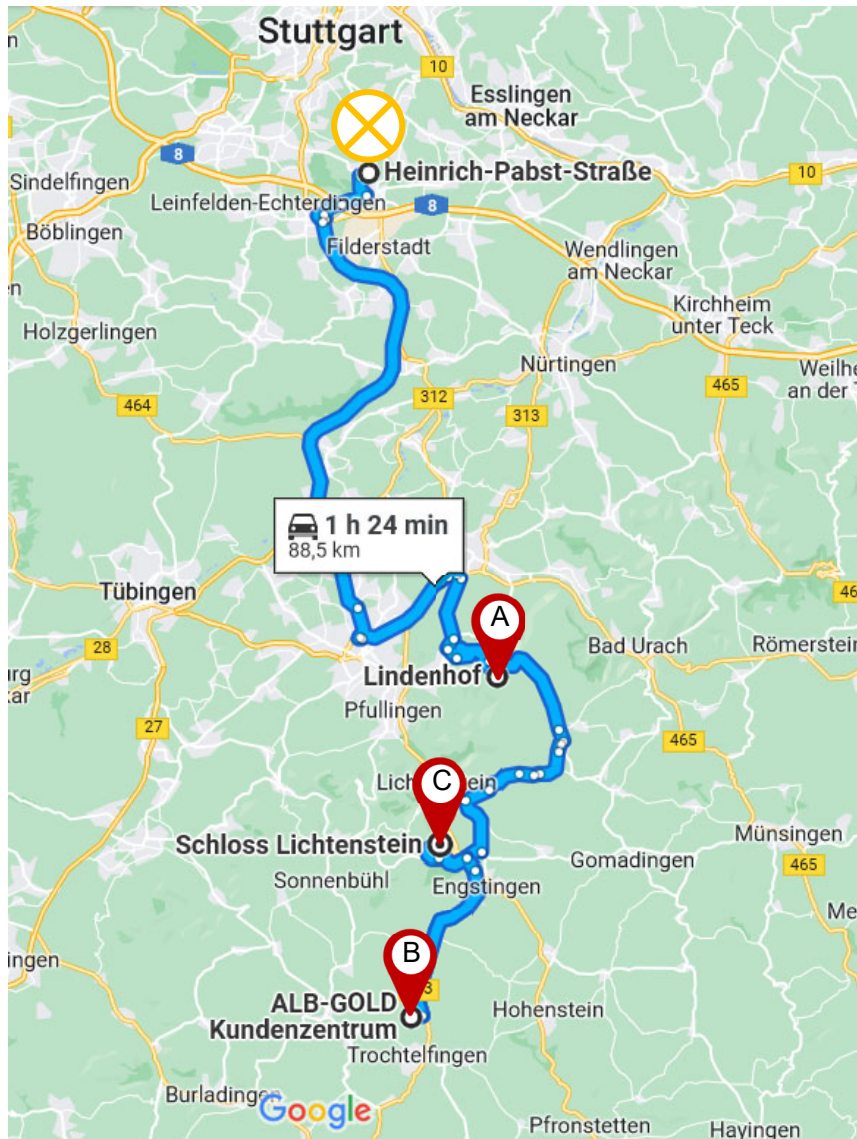 Stuttgart
10
Esslingen
am Neckar
8
Heinrich-Pabst-Straße
10
Sindelfingen
Leinfelden-Echterdingen
8
Böblingen
Filderstadt
Wendlingen
am Neckar
Kirchheim
unter Teck
Holzgerlingen
Nürtingen
Weilhe
an der T
465
464
312
313
1 h 24 min
88,5 km
Tübingen
A
28
Bad Urach
Römerstein
Lindenhof
Pfullingen
27
465
C
Schloss Lichtenstein
Münsingen
Gomadingen
465
Sonnenbühl
Engstingen
Me
ingen
B
ALB-GOLD
Kundenzentrum
Hohenstein
Trochtelfingen
Burladingen
Google
Pfronstetten
Hayingen